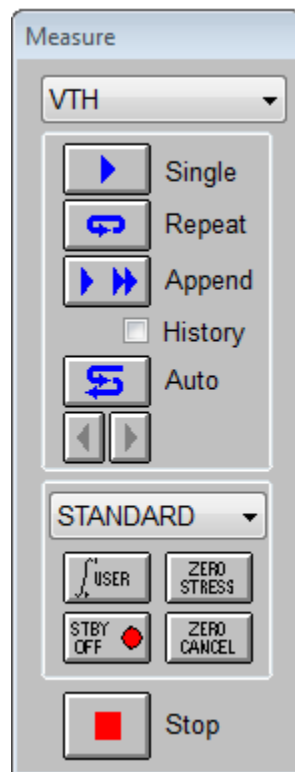 Measure
VTH
Single
Repeat
Append
History
Auto
STANDARD
USER
ZERO
STRESS
STBY
OFF
ZERO
CANCEL
Stop